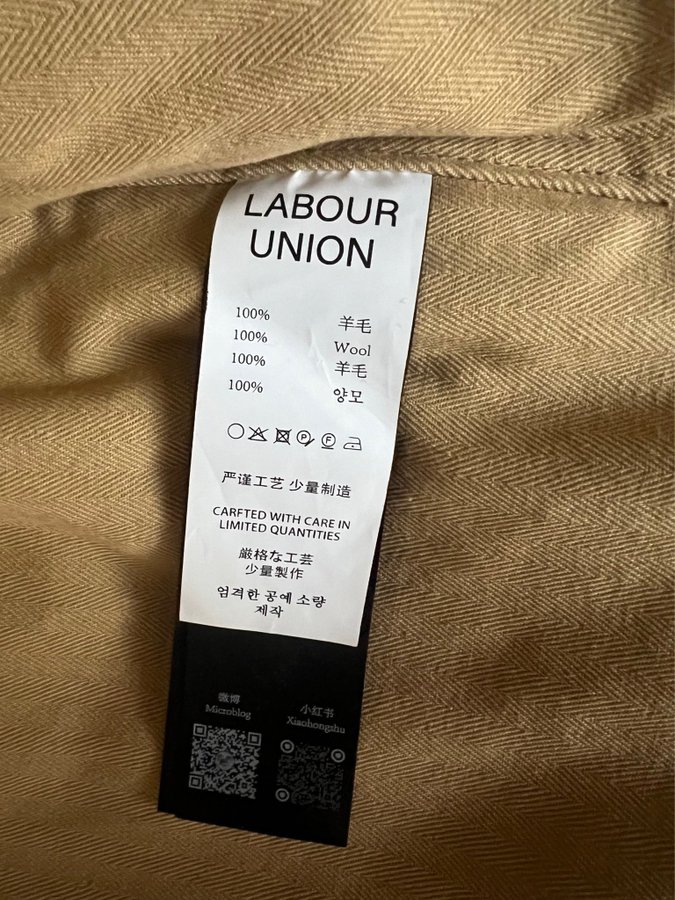 LABOUR
UNION
100% 羊毛
100% Wool
100% 羊毛
100% 양모
P F
严谨工艺 少量制造
CARFTED WITH CARE IN
LIMITED QUANTITIES
厳格な工芸
少量製作
엄격한 공예 소량
제작
微博 小红书
Microblog Xiaohongshu